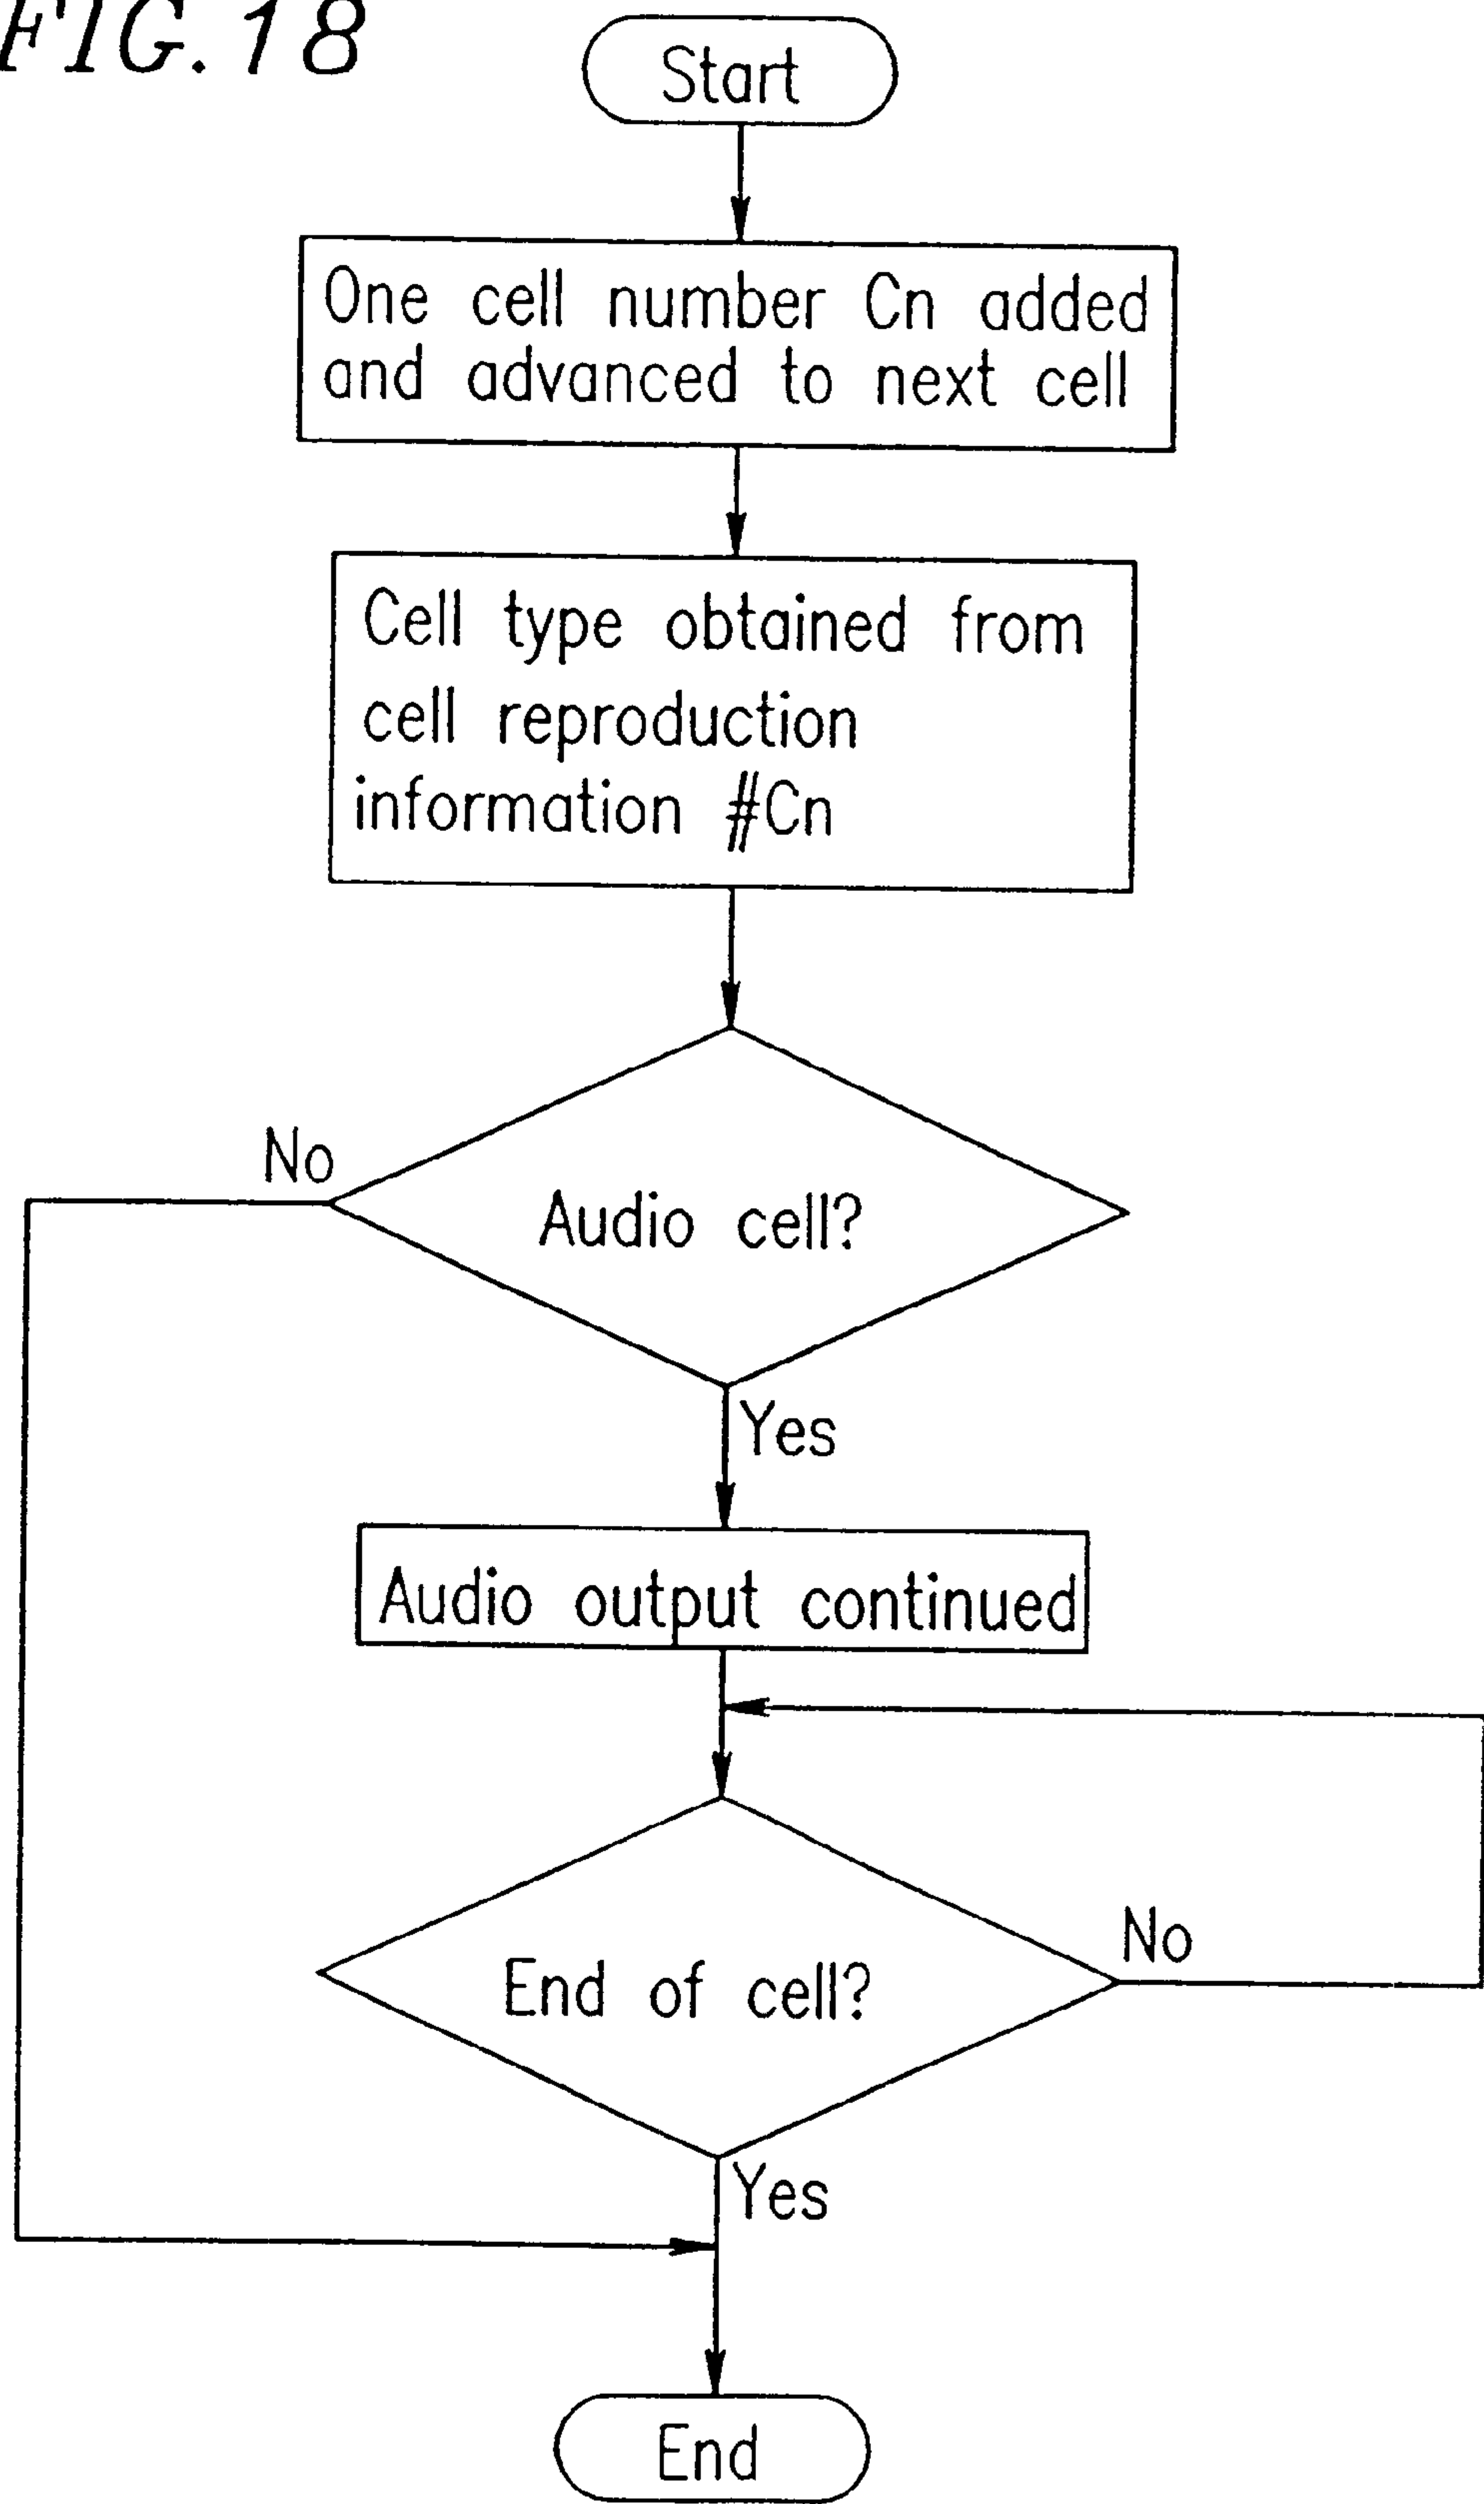 FIG. 18
Start
One cell number Cn added
and advanced to next cell
Cell type obtained from
cell reproduction
information #Cn
No
Audio cell?
Yes
Audio output continued
No
End of cell?
Yes
End